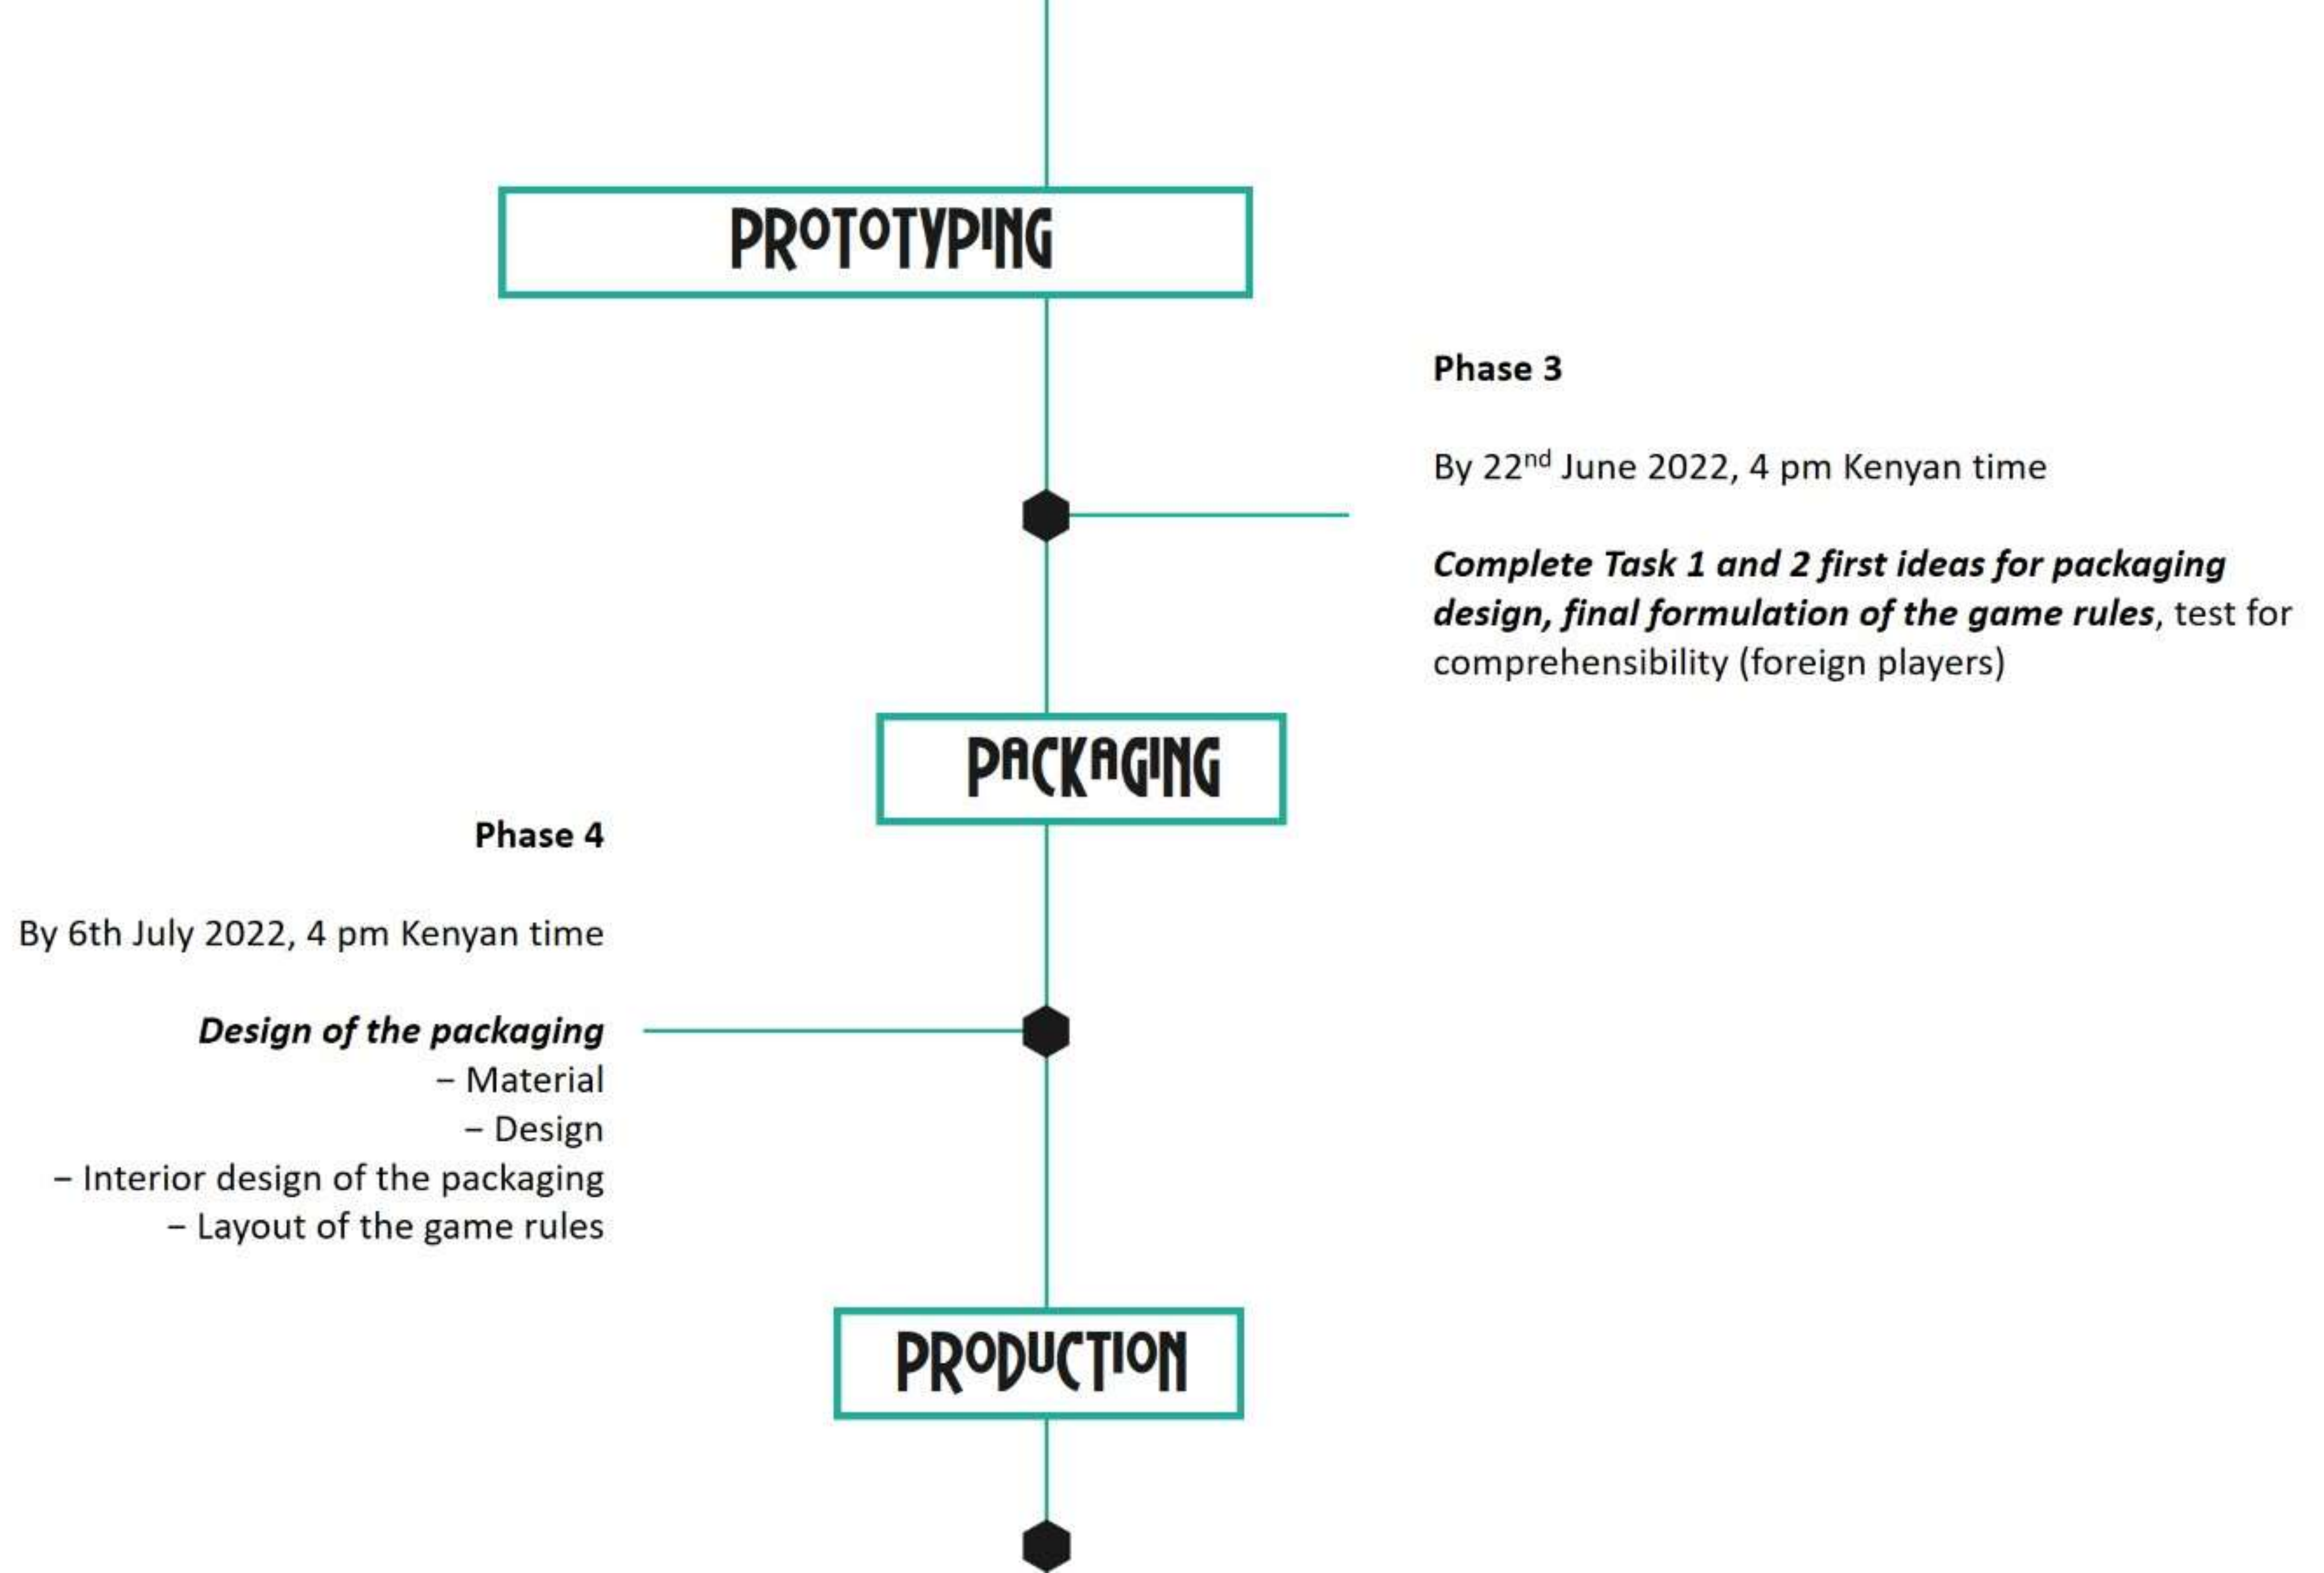 PROTOTYPING
Phase 3
By 22nd June 2022, 4 pm Kenyan time
Complete Task 1 and 2 first ideas for packaging
design, final formulation of the game rules, test for
comprehensibility (foreign players)
PACKAGING
Phase 4
By 6th July 2022, 4 pm Kenyan time
Design of the packaging
– Material
– Design
– Interior design of the packaging
– Layout of the game rules
PRODUCTION